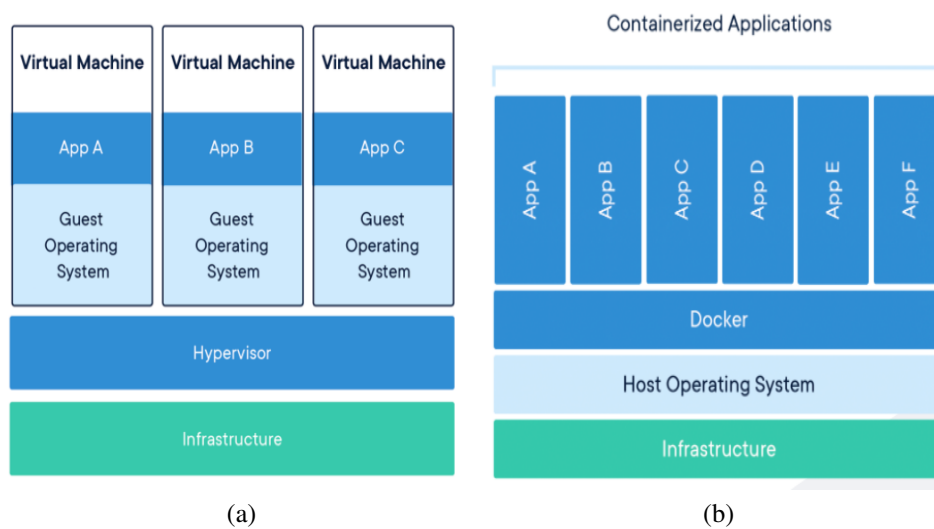 Virtual Machine
App A
Guest
Operating
System
Virtual Machine
App B
Guest
Operating
System
Virtual Machine
App C
Guest
Operating
System
Hypervisor
Infrastructure
(a)
Containerized Applications
App A
App B
App C
App D
App E
App F
Docker
Host Operating System
Infrastructure
(b)